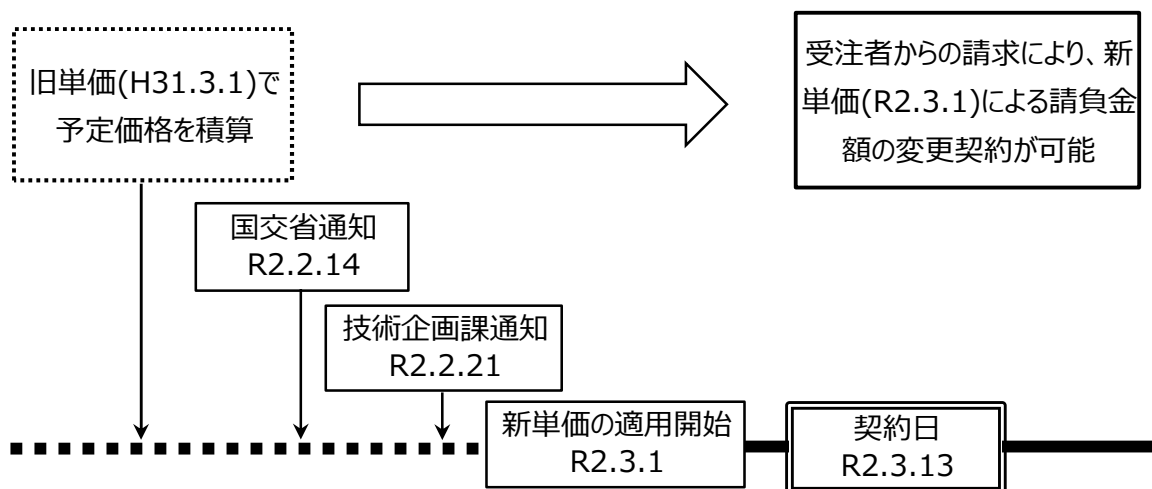 旧単価(H31.3.1)で
予定価格を積算
受注者からの請求により、新
単価(R2.3.1)による請負金
額の変更契約が可能
国交省通知
R2.2.14
技術企画課通知
R2.2.21
新単価の適用開始
R2.3.1
契約日
R2.3.13